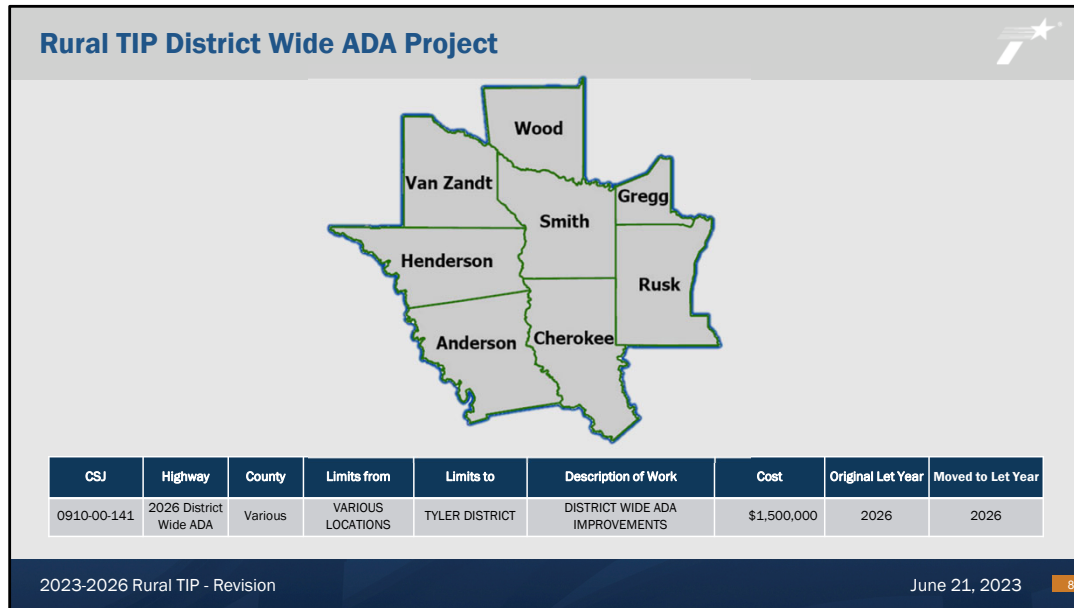 Rural TIP District Wide ADA Project
Wood
Van Zandt
Gregg
Smith
Henderson
Rusk
Anderson
Cherokee
CSJ Highway County Limits from Limits to Description of Work Cost Original Let Year Moved to Let Year
0910-00-141 2026 District Wide ADA Various VARIOUS LOCATIONS TYLER DISTRICT DISTRICT WIDE ADA IMPROVEMENTS $1,500,000 2026 2026
2023-2026 Rural TIP - Revision June 21, 2023 8